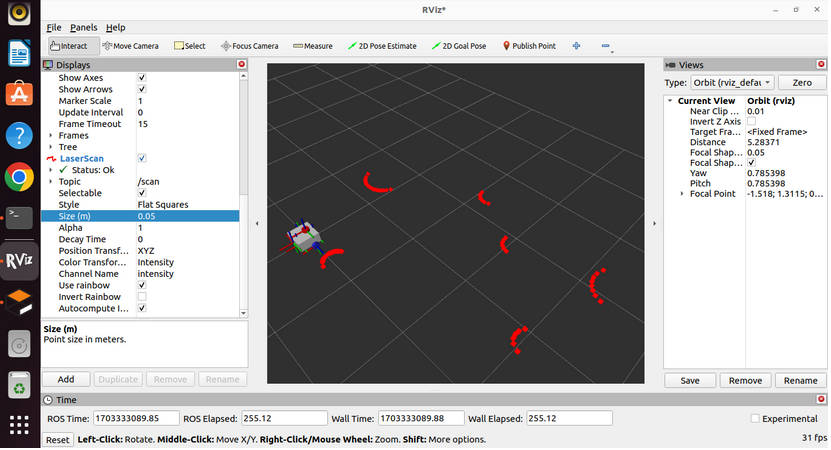 RViz*
File Panels Help
Interact Move Camera Select Focus Camera Measure 2D Pose Estimate 2D Goal Pose Publish Point
Displays
Show Axes
Show Arrows
Marker Scale 1
Update Interval 0
Frame Timeout 15
Frames
Tree
LaserScan
Status: Ok
Topic /scan
Selectable
Style Flat Squares
Size (m) 0.05
Alpha 1
Decay Time 0
Position Transf... XYZ
Color Transfor... Intensity
Channel Name intensity
Use rainbow
Invert Rainbow
Autocompute I...
Size (m)
Point size in meters.
Add Duplicate Remove Rename
Views
Type: Orbit (rviz_defau Zero
Current View Orbit (rviz)
Near Clip ... 0.01
Invert Z Axis
Target Fra... <Fixed Frame>
Distance 5.28371
Focal Shap... 0.05
Focal Shap...
Yaw 0.785398
Pitch 0.785398
Focal Point -1.518; 1.3115; 0...
Save Remove Rename
Time
ROS Time: 1703333089.85 ROS Elapsed: 255.12 Wall Time: 1703333089.88 Wall Elapsed: 255.12 Experimental
Reset Left-Click: Rotate. Middle-Click: Move X/Y. Right-Click/Mouse Wheel: Zoom. Shift: More options. 31 fps
RViz